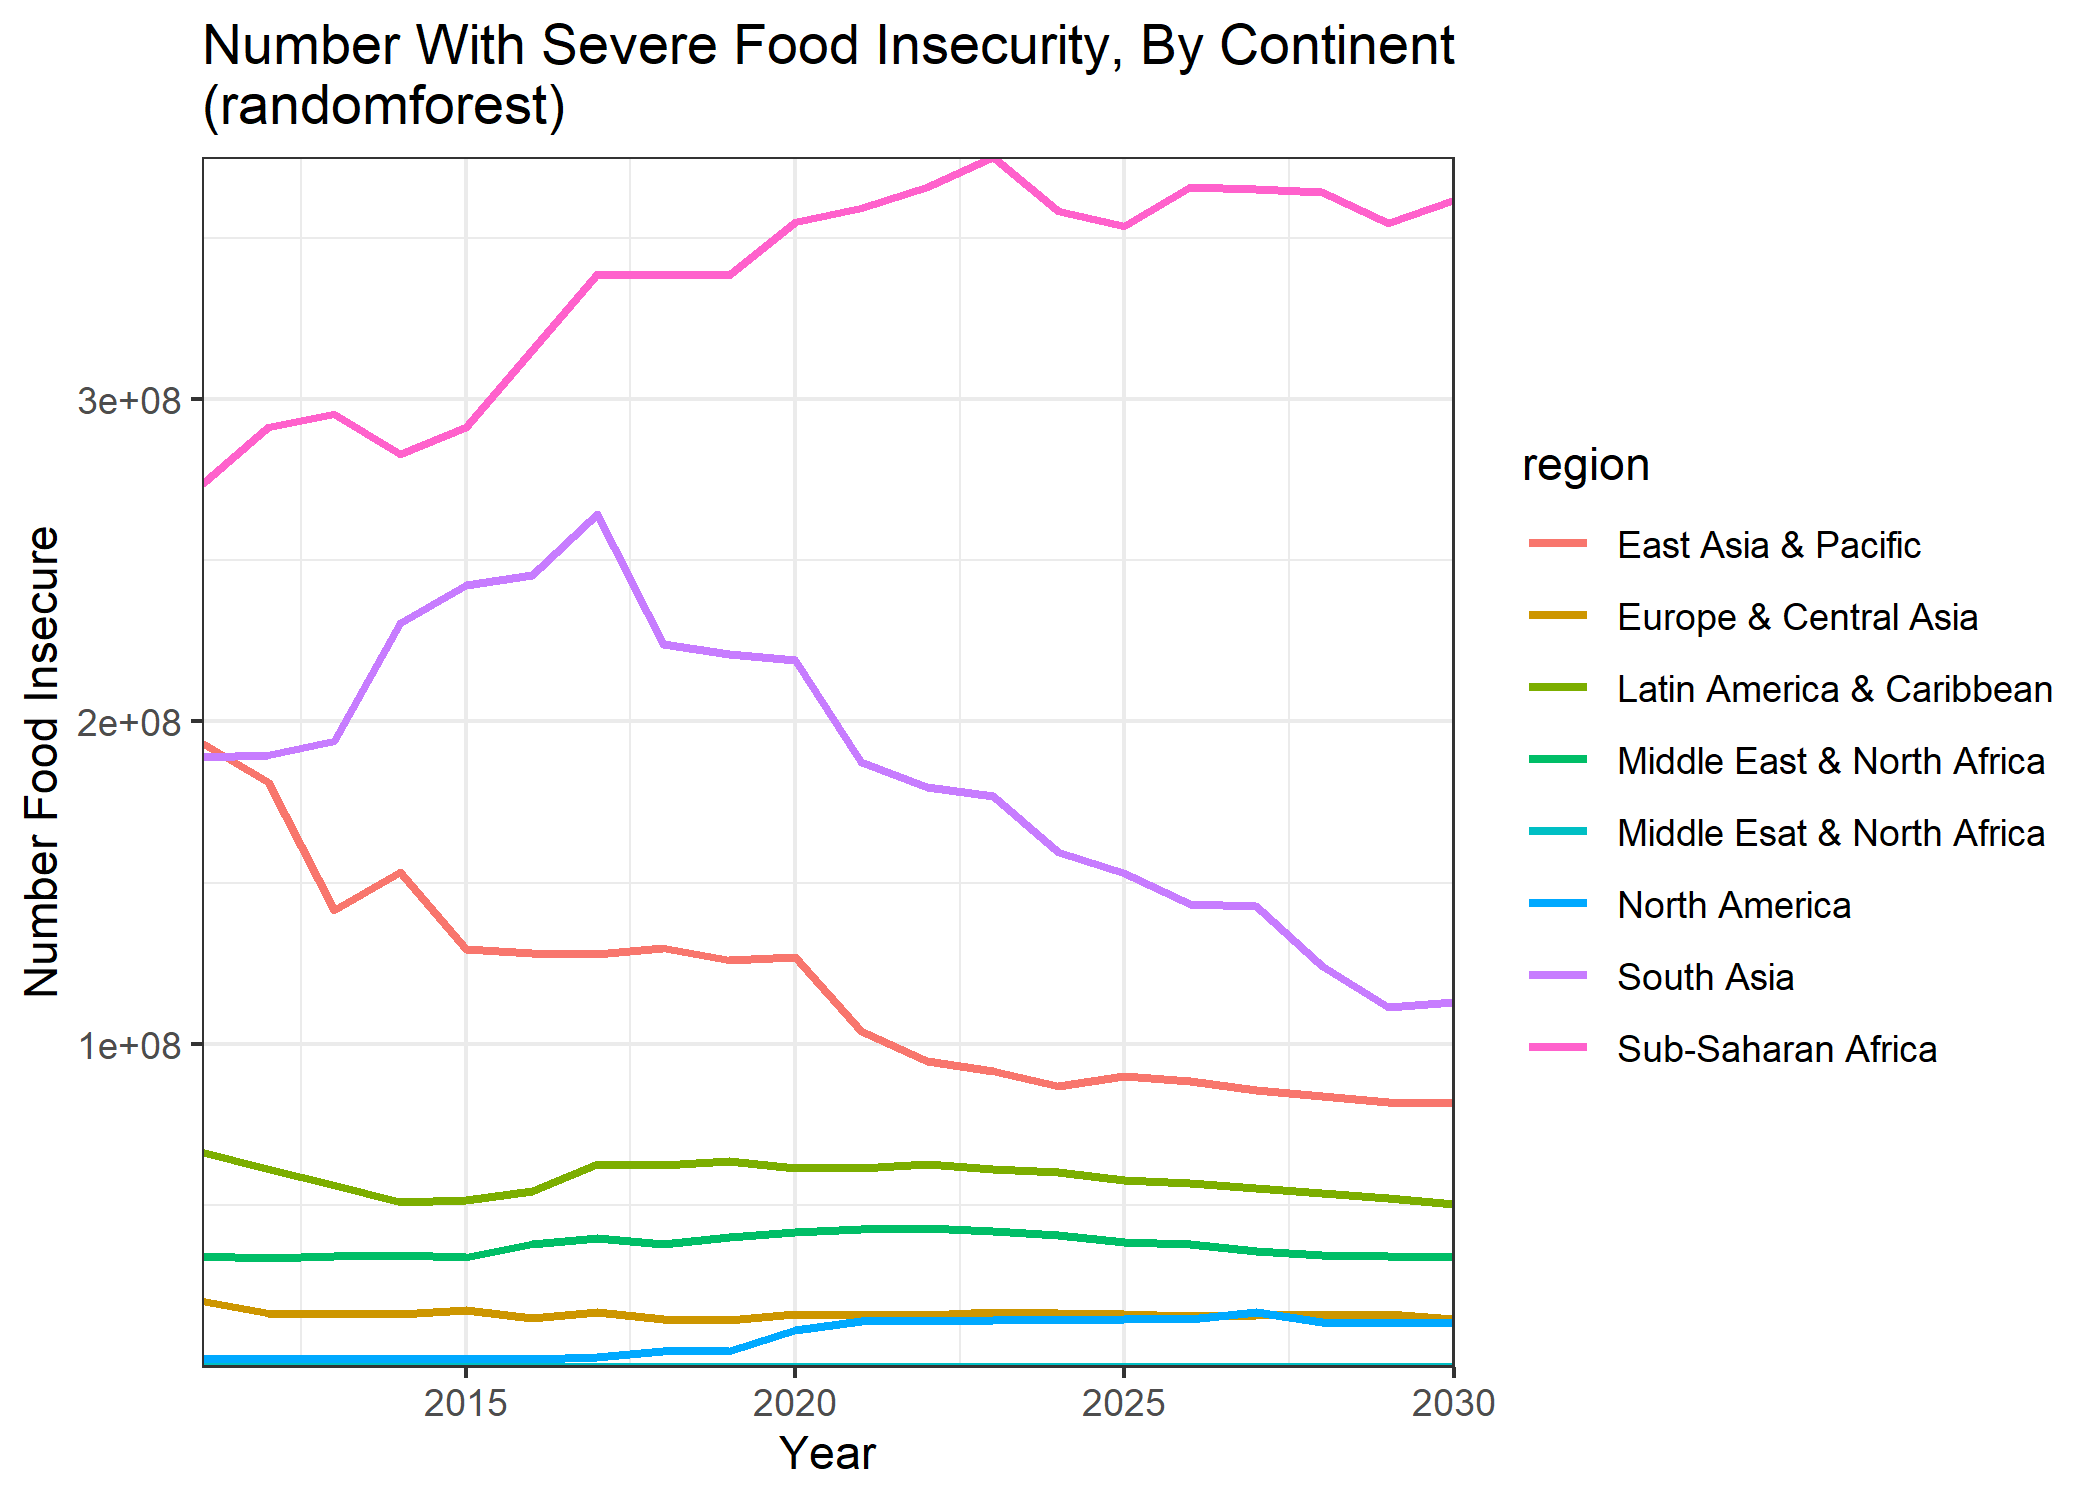 Number With Severe Food Insecurity, By Continent
(randomforest)
Number Food Insecure
3e+08
2e+08
1e+08
2015
2020
2025
2030
Year
region
East Asia & Pacific
Europe & Central Asia
Latin America & Caribbean
Middle East & North Africa
Middle Esat & North Africa
North America
South Asia
Sub-Saharan Africa